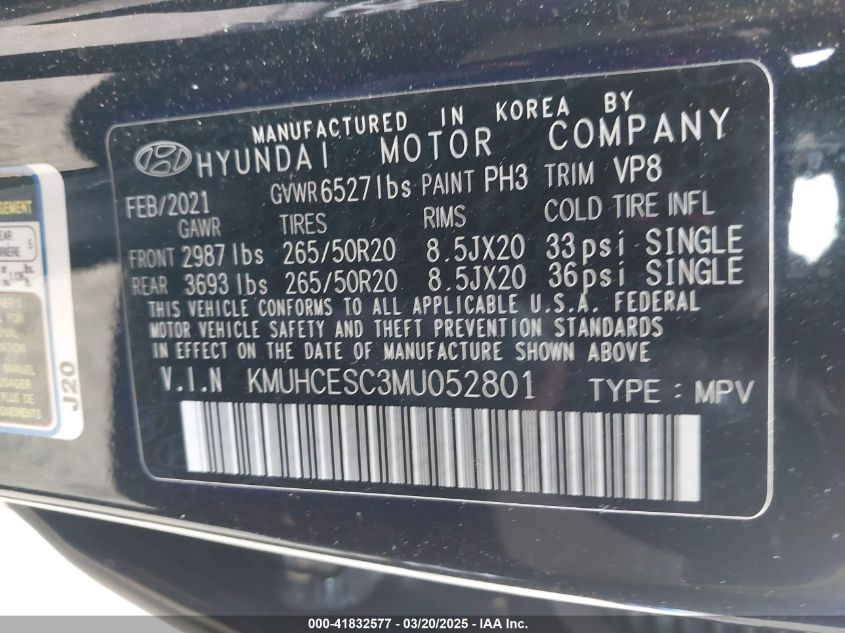 MANUFACTURED IN KOREA BY
HYUNDAI MOTOR COMPANY
FEB/2021 GVWR 6527 lbs PAINT PH3 TRIM VP8
GAWR TIRES RIMS COLD TIRE INFL
FRONT 2987 lbs 265/50R20 8.5JX20 33psi SINGLE
REAR 3693 lbs 265/50R20 8.5JX20 36psi SINGLE
THIS VEHICLE CONFORMS TO ALL APPLICABLE U.S.A. FEDERAL
MOTOR VEHICLE SAFETY AND THEFT PREVENTION STANDARDS
IN EFFECT ON THE DATE OF MANUFACTURE SHOWN ABOVE
V.I.N KMUHCESC3MU052801 TYPE : MPV
5
MANUEL
J20
000-41832577 - 03/20/2025 - IAA, Inc.